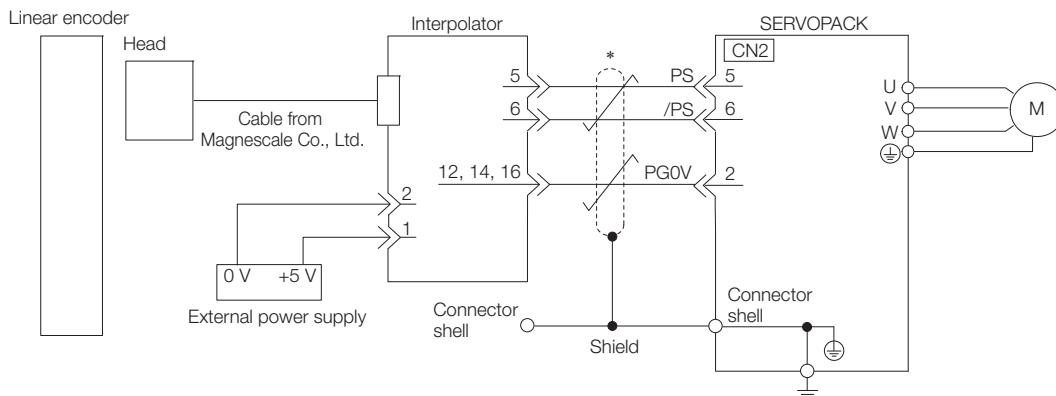 Linear encoder
Head
Interpolator
SERVOPACK
CN2
*
5
PS
5
6
/PS
6
Cable from
Magnescale Co., Ltd.
12, 14, 16
PG0V
2
2
1
0 V
+5 V
External power supply
Connector
shell
Shield
Connector
shell
U
V
W
M